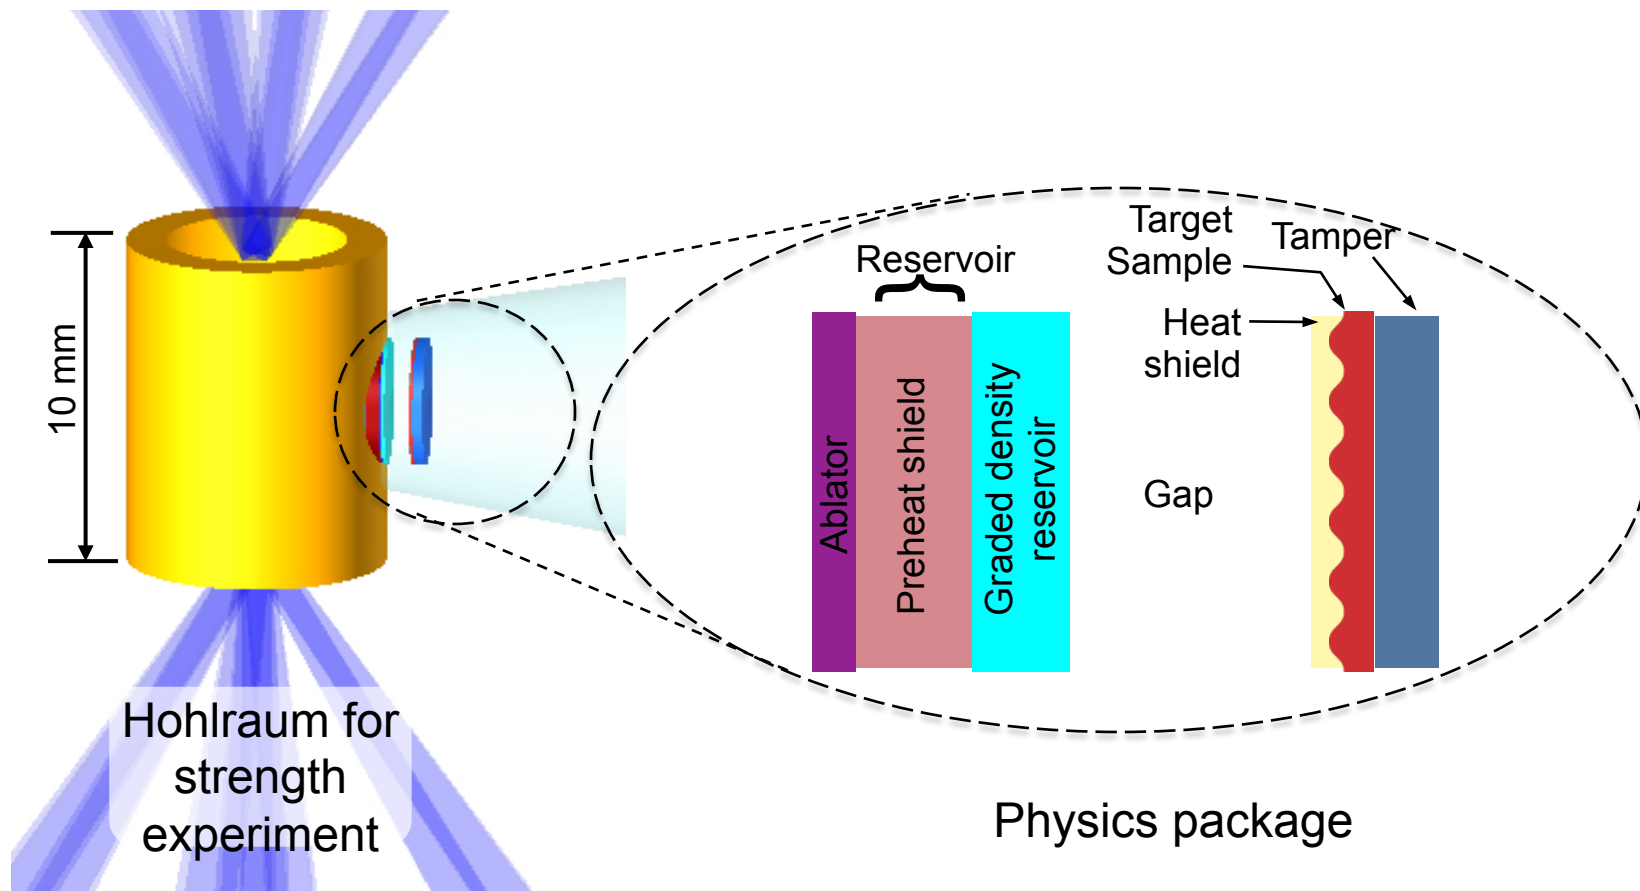 10 mm
Hohlraum for
strength
experiment
Reservoir
Ablator
Preheat shield
Graded density
reservoir
Gap
Target
Sample
Tamper
Heat
shield
Physics package